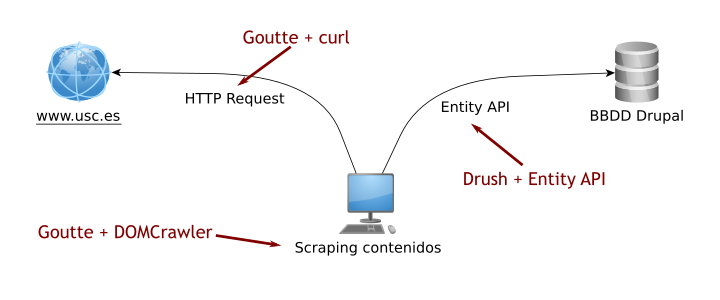 Goutte + curl
HTTP Request
www.usc.es
Entity API
BBDD Drupal
Drush + Entity API
Goutte + DOMCrawler
Scraping contenidos